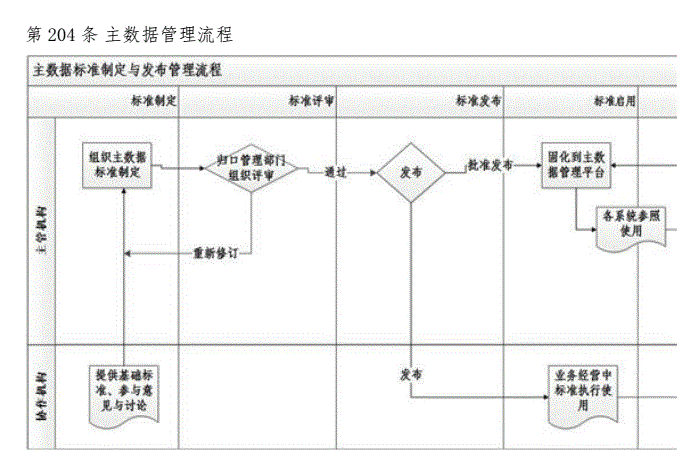 第 204 条 主数据管理流程
主数据标准制定与发布管理流程
标准制定
标准评审
标准发布
标准启用
主管机构
组织主数据
标准制定
归口管理部门
组织评审
通过
发布
批准发布
固化到主数
据管理平台
各系统参照
使用
重新修订
协作机构
提供基础标
准、参与意
见与讨论
发布
业务经营中
标准执行使
用